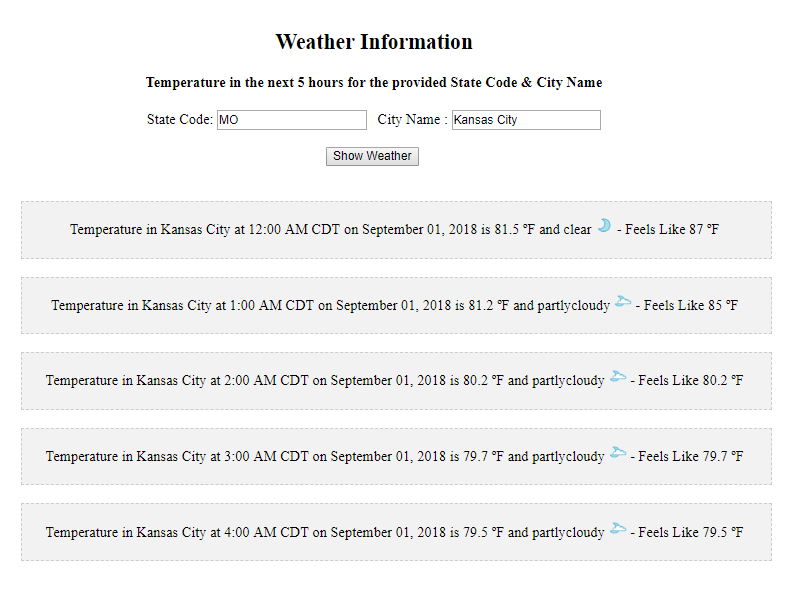 Weather Information
Temperature in the next 5 hours for the provided State Code & City Name
State Code: MO City Name : Kansas City
Show Weather
Temperature in Kansas City at 12:00 AM CDT on September 01, 2018 is 81.5 °F and clear - Feels Like 87 °F
Temperature in Kansas City at 1:00 AM CDT on September 01, 2018 is 81.2 °F and partlycloudy - Feels Like 85 °F
Temperature in Kansas City at 2:00 AM CDT on September 01, 2018 is 80.2 °F and partlycloudy - Feels Like 80.2 °F
Temperature in Kansas City at 3:00 AM CDT on September 01, 2018 is 79.7 °F and partlycloudy - Feels Like 79.7 °F
Temperature in Kansas City at 4:00 AM CDT on September 01, 2018 is 79.5 °F and partlycloudy - Feels Like 79.5 °F